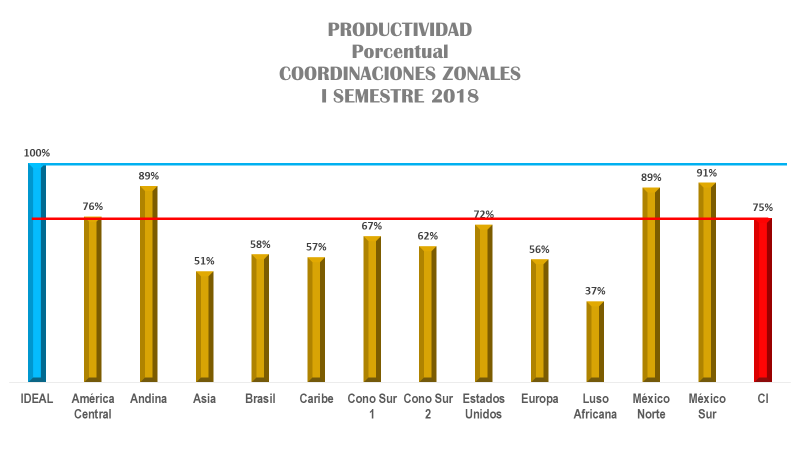 PRODUCTIVIDAD
Porcentual
COORDINACIONES ZONALES
I SEMESTRE 2018
100%
76%
89%
51%
58%
57%
67%
62%
72%
56%
37%
89%
91%
75%
IDEAL
América
Central
Andina
Asia
Brasil
Caribe
Cono Sur
1
Cono Sur
2
Estados
Unidos
Europa
Luso
Africana
México
Norte
México
Sur
CI